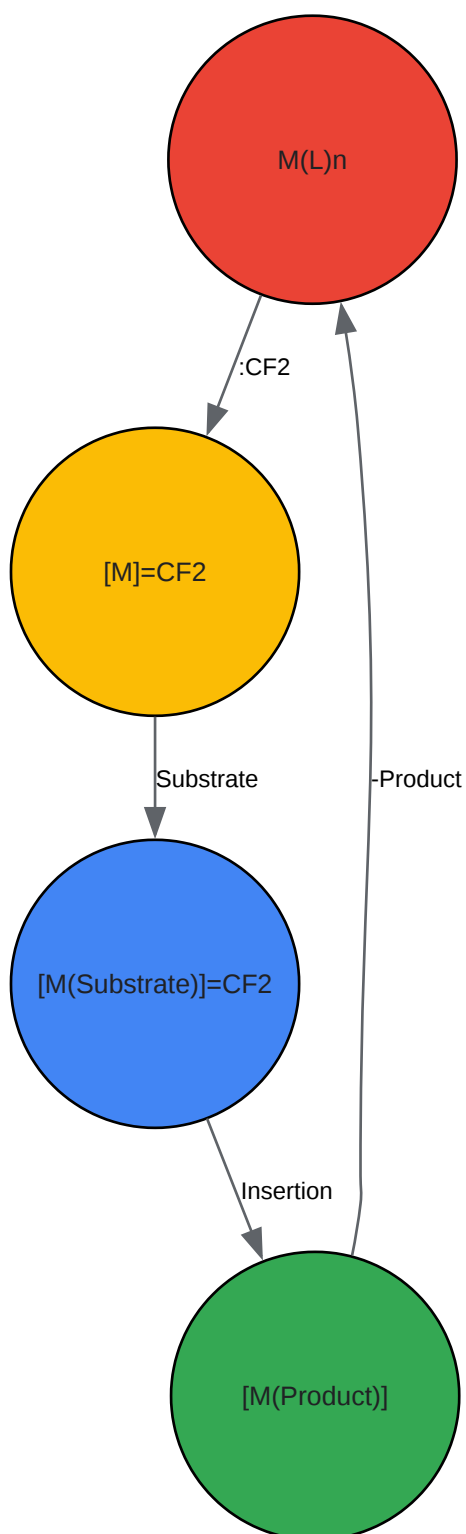 M(L)n
:CF2
[M]=CF2
Substrate
-Product
[M(Substrate)]=CF2
Insertion
[M(Product)]